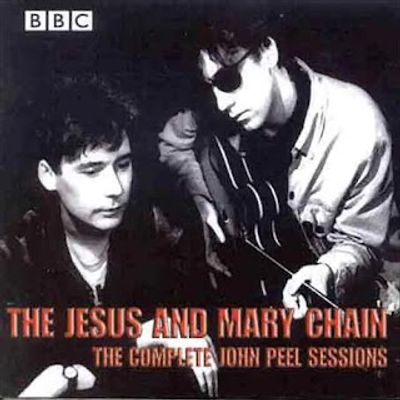 BBC
THE JESUS AND MARY CHAIN
THE COMPLETE JOHN PEEL SESSIONS